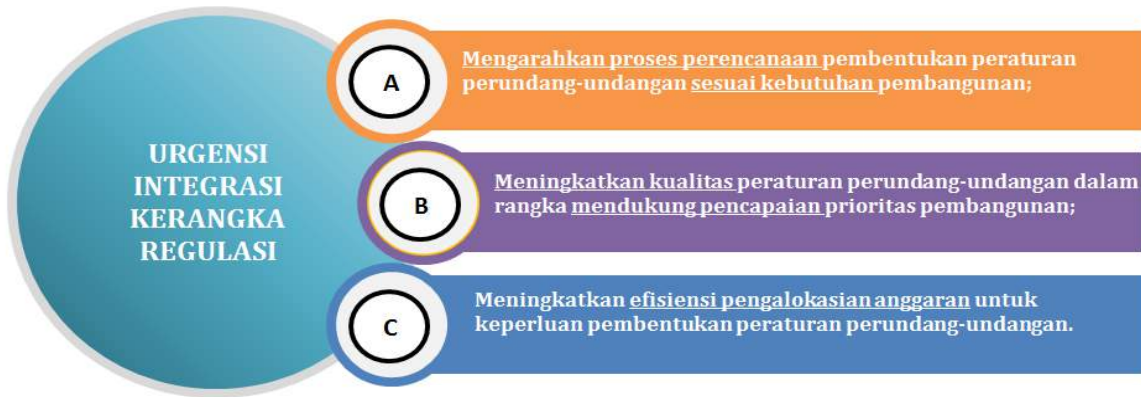 URGENSI
INTEGRASI
KERANGKA
REGULASI
A
Mengarahkan proses perencanaan pembentukan peraturan
perundang-undangan sesuai kebutuhan pembangunan;
B
Meningkatkan kualitas peraturan perundang-undangan dalam
rangka mendukung pencapaian prioritas pembangunan;
C
Meningkatkan efisiensi pengalokasian anggaran untuk
keperluan pembentukan peraturan perundang-undangan.